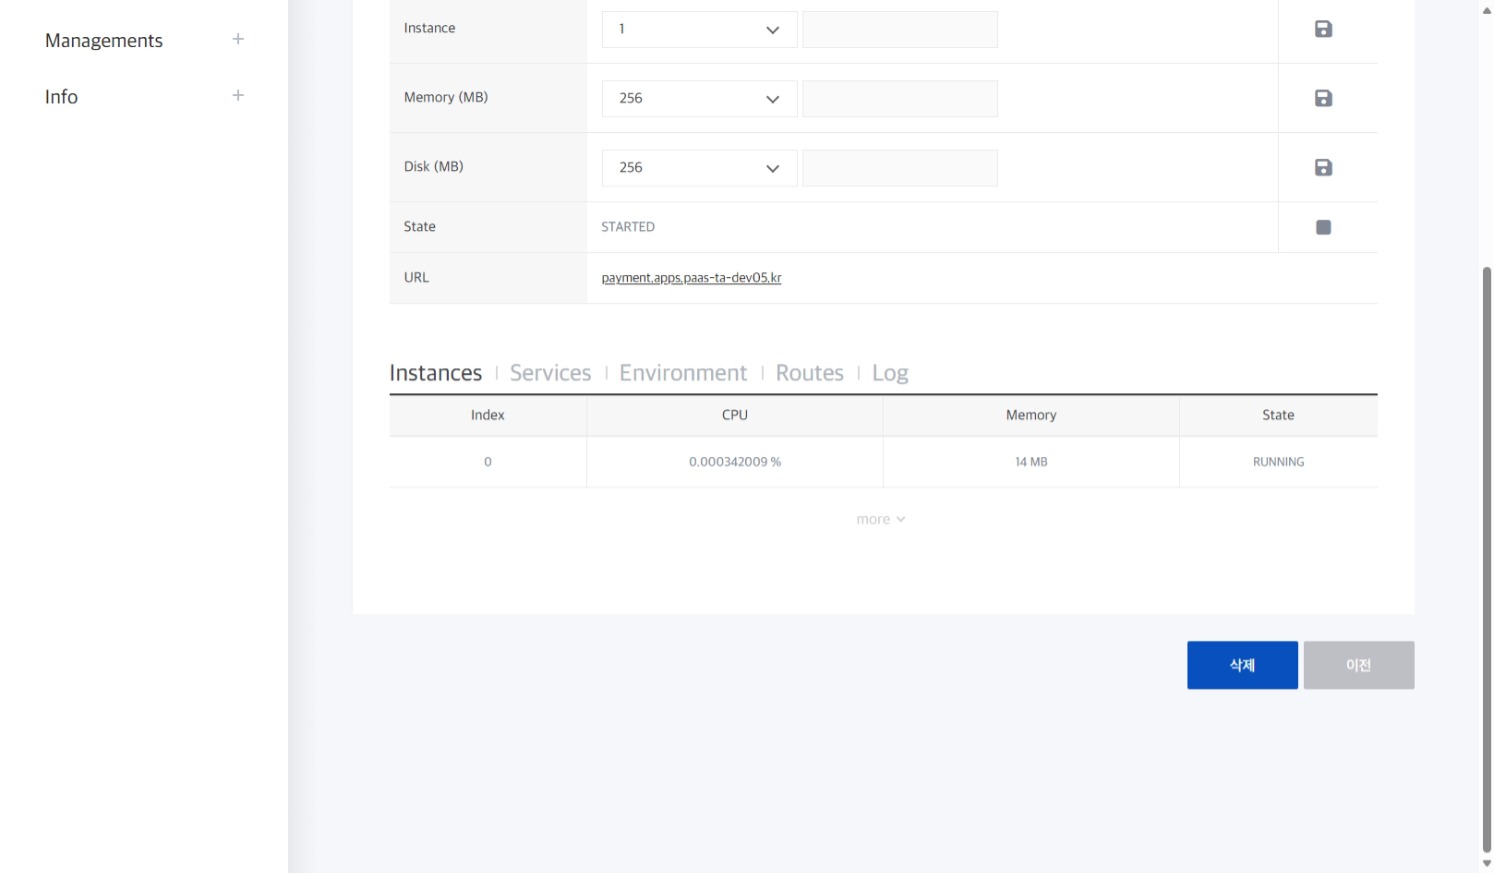 Managements
Info
Instance 1
Memory (MB) 256
Disk (MB) 256
State STARTED
URL payment.apps.paas-ta-dev05.kr
Instances Services Environment Routes Log
Index CPU Memory State
0 0.000342009 % 14 MB RUNNING
more
삭제 이전